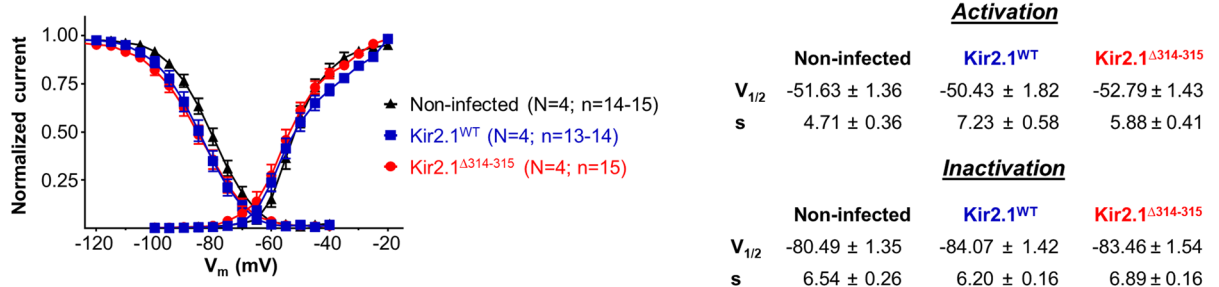 Normalized current
1.00
0.75
0.50
0.25
-120 -100 -80 -60 -40 -20
Vm (mV)
Non-infected (N=4; n=14-15)
Kir2.1WT (N=4; n=13-14)
Kir2.1Δ314-315 (N=4; n=15)
Activation
Non-infected Kir2.1WT Kir2.1Δ314-315
V1/2 -51.63 ± 1.36 -50.43 ± 1.82 -52.79 ± 1.43
s 4.71 ± 0.36 7.23 ± 0.58 5.88 ± 0.41
Inactivation
Non-infected Kir2.1WT Kir2.1Δ314-315
V1/2 -80.49 ± 1.35 -84.07 ± 1.42 -83.46 ± 1.54
s 6.54 ± 0.26 6.20 ± 0.16 6.89 ± 0.16